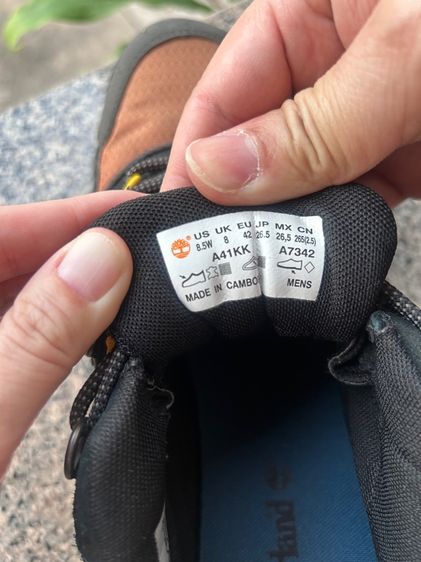 US UK EU JP MX CN
8.5W 8 42 26.5 26,5 265(2.5)
A41KK A7342
MADE IN CAMBO MENS
land